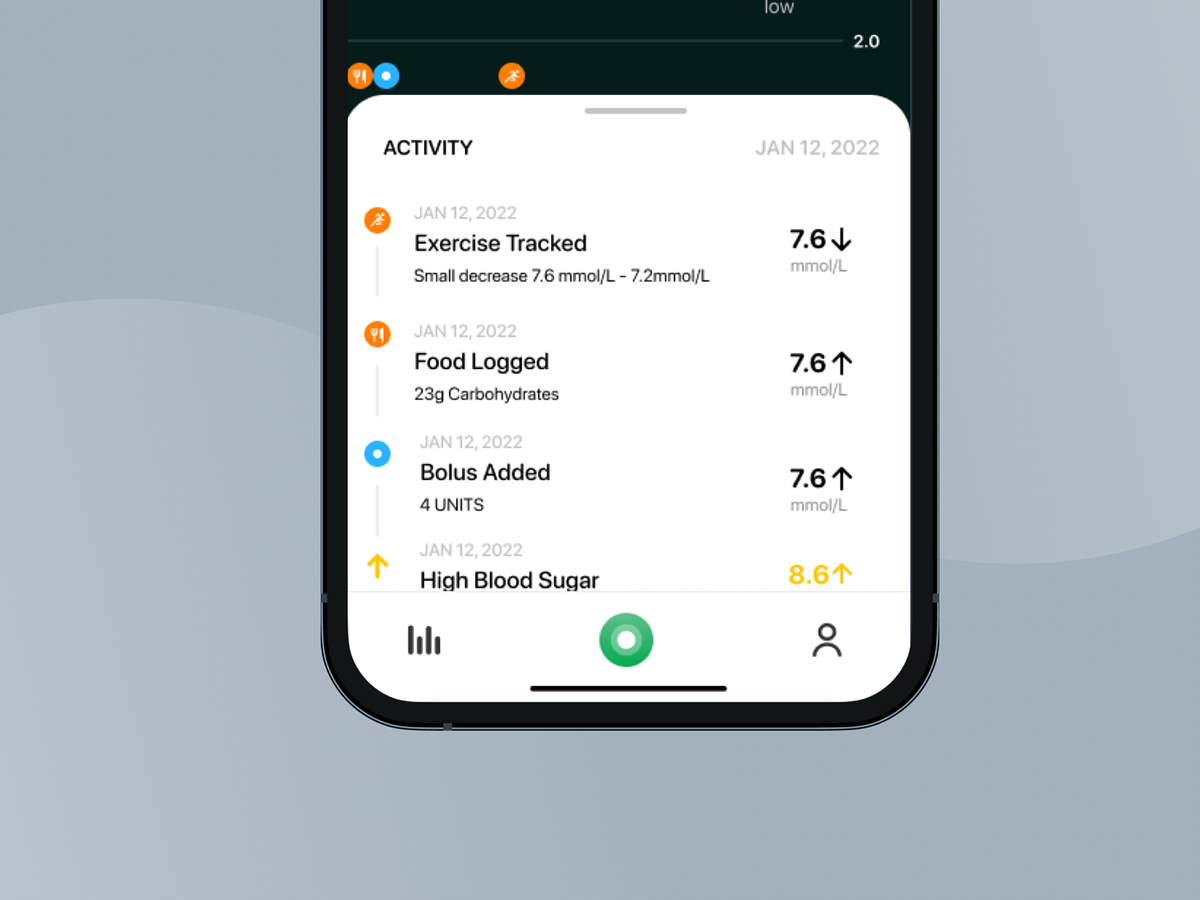 low
2.0
ACTIVITY
JAN 12, 2022
JAN 12, 2022
Exercise Tracked
Small decrease 7.6 mmol/L - 7.2mmol/L
7.6
mmol/L
JAN 12, 2022
Food Logged
23g Carbohydrates
7.6
mmol/L
JAN 12, 2022
Bolus Added
4 UNITS
7.6
mmol/L
JAN 12, 2022
High Blood Sugar
8.6